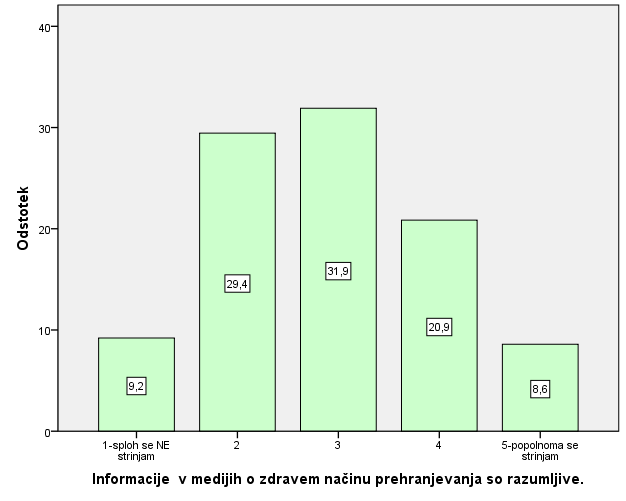 40
30
20
10
0
Odstotek
9,2
29,4
31,9
20,9
8,6
1-sploh se NE
strinjam
2
3
4
5-popolnoma se
strinjam
Informacije  v medijih o zdravem načinu prehranjevanja so razumljive.